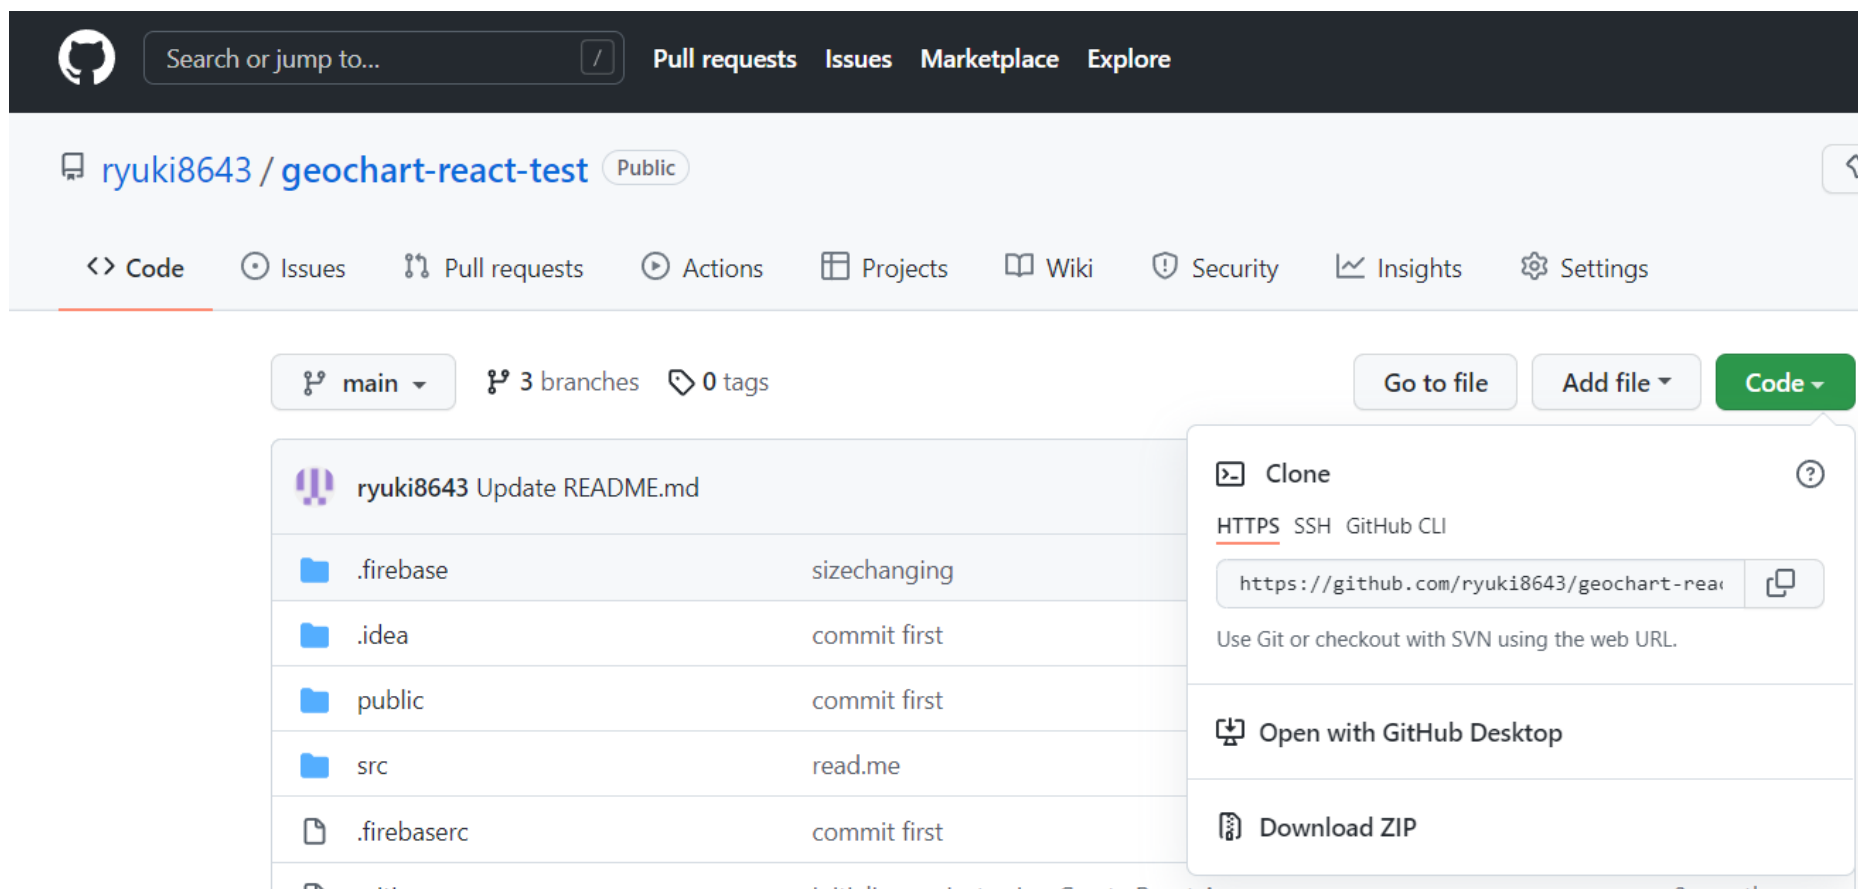 Search or jump to... / Pull requests Issues Marketplace Explore
ryuki8643 / geochart-react-test Public
Code Issues Pull requests Actions Projects Wiki Security Insights Settings
main 3 branches 0 tags Go to file Add file Code
ryuki8643 Update README.md
Clone
HTTPS SSH GitHub CLI
https://github.com/ryuki8643/geochart-reac
Use Git or checkout with SVN using the web URL.
Open with GitHub Desktop
Download ZIP
.firebase sizechanging
.idea commit first
public commit first
src read.me
.firebaserc commit first